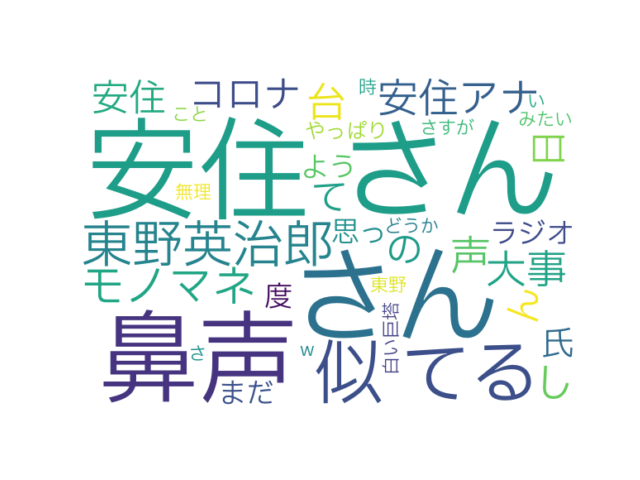 安住 コロナ 台 時 安住アナ い
こと やっぱり さすが みたい
安住さん 日
無理 よう て
東野英治郎 思っ どうか の 声 ラジオ
モノマネ 度 さん 東野 大事 ん
鼻声 さ w 似てる 白い巨塔 氏
まだ し